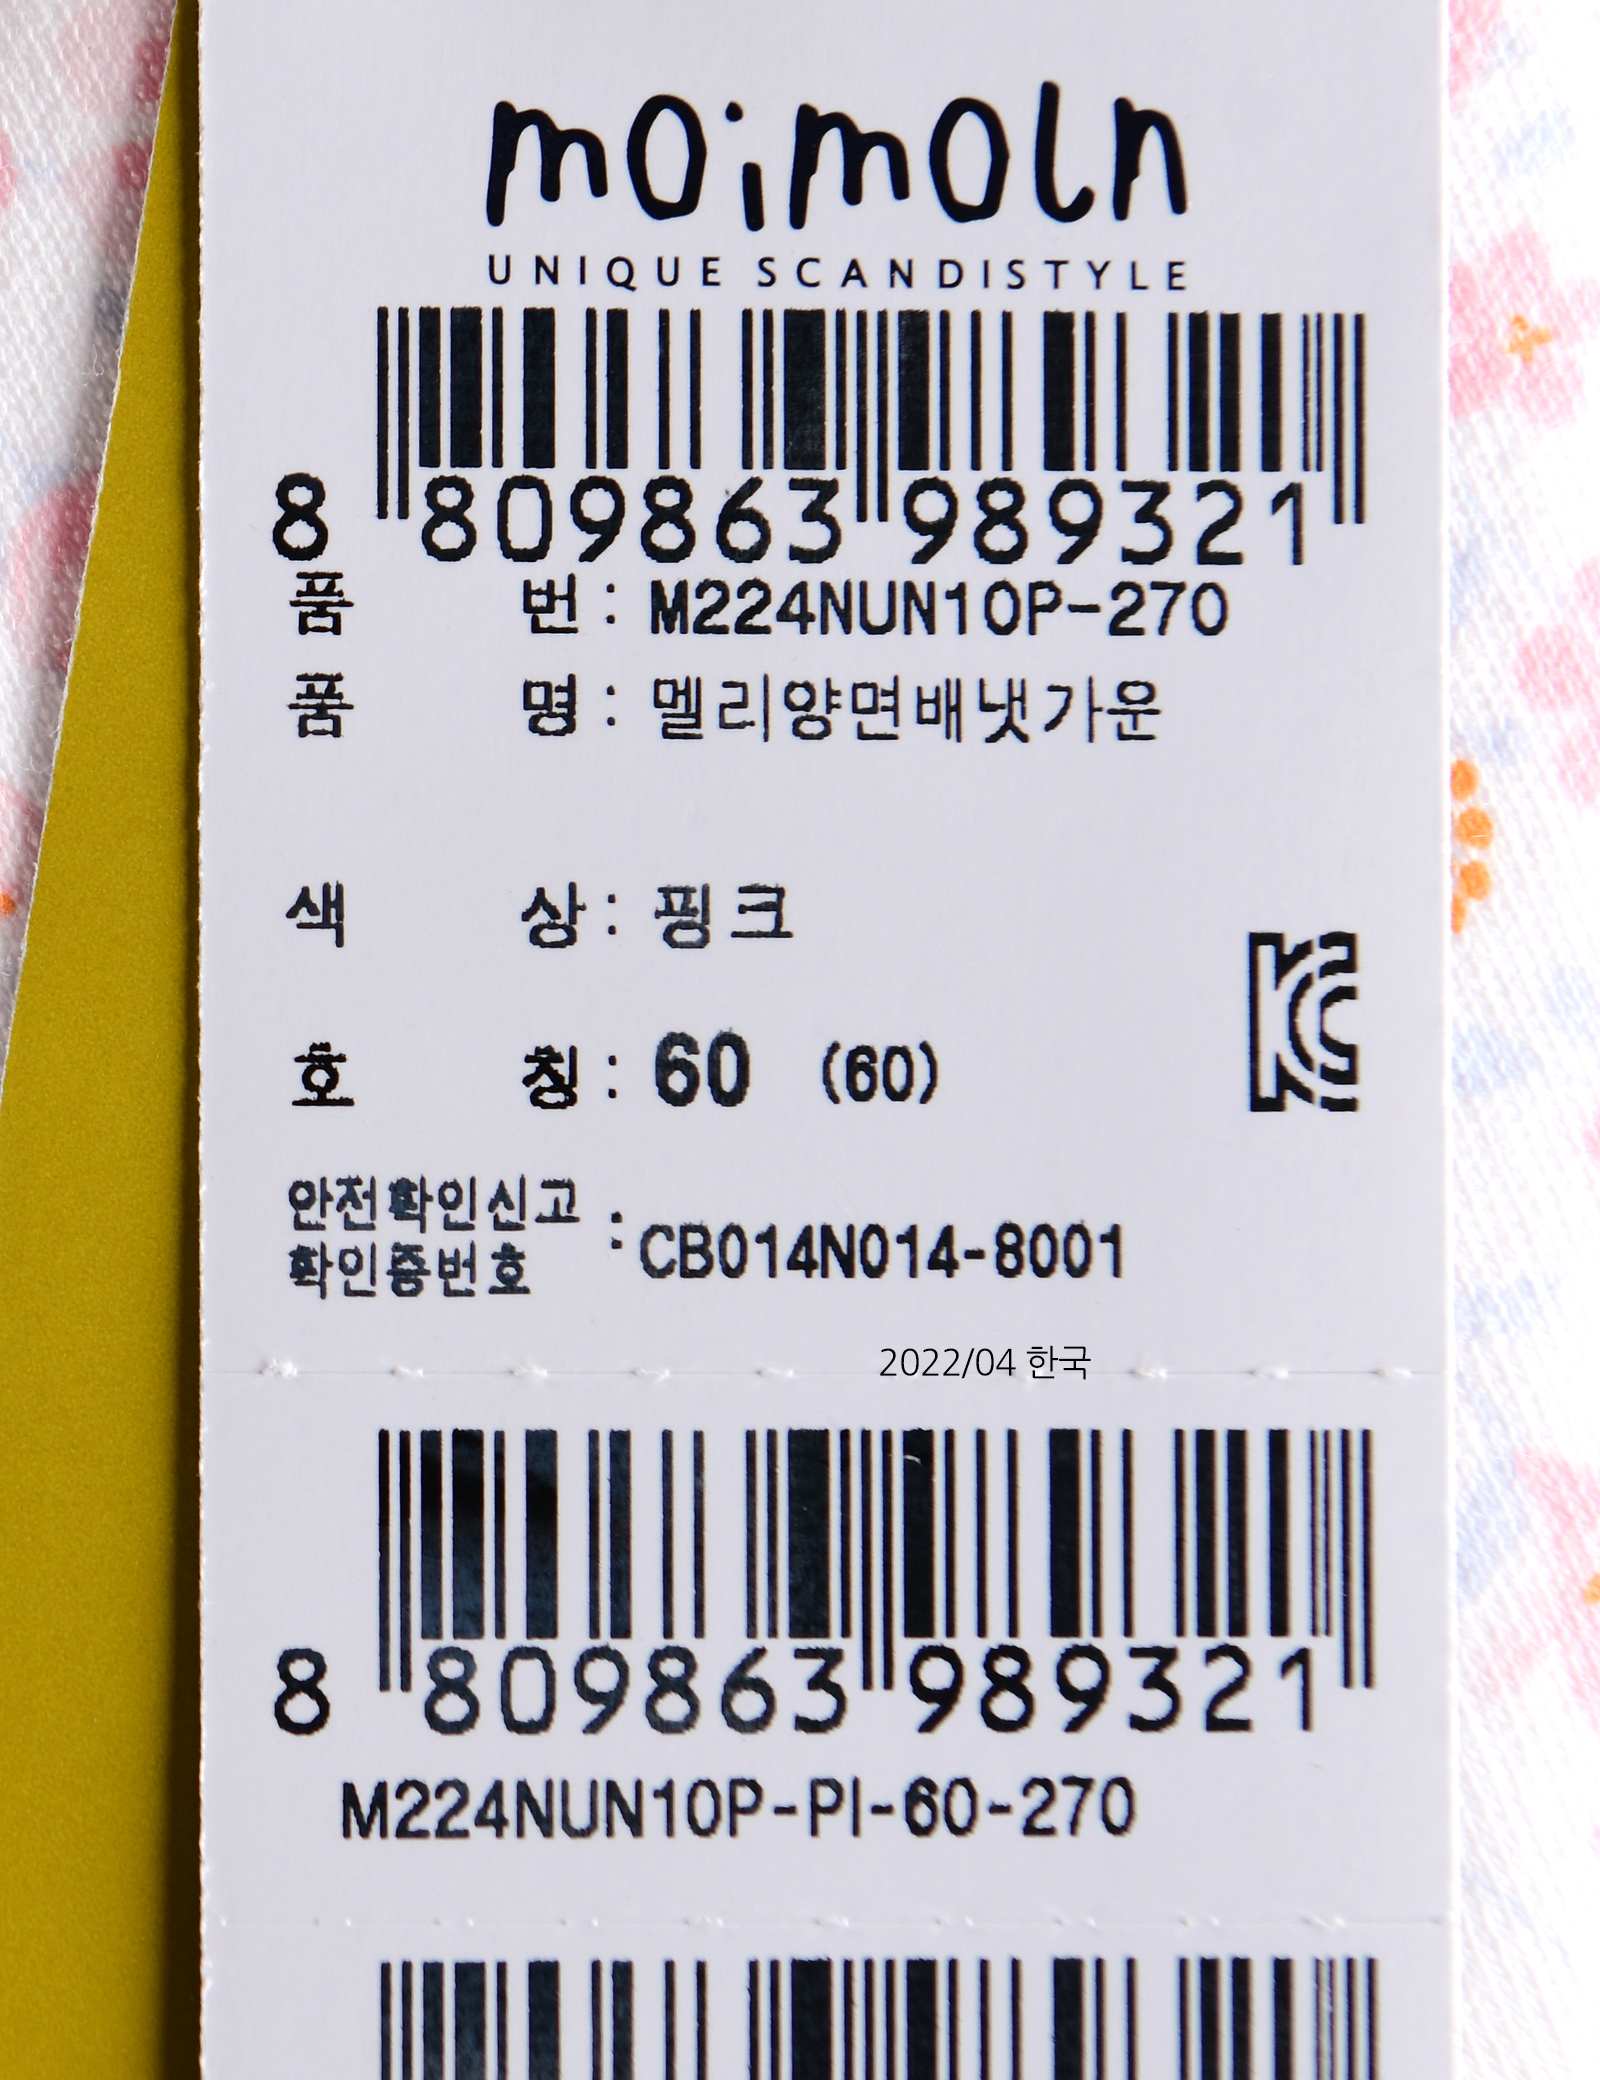 moimoln
UNIQUE SCANDISTYLE
8 809863 989321
품 번 : M224NUN10P-270
품 명 : 멜리양면배냇가운
색 상 : 핑크
호 칭 : 60 (60)
KC
안전확인신고
확인증번호 : CB014N014-8001
2022/04 한국
8 809863 989321
M224NUN10P-PI-60-270